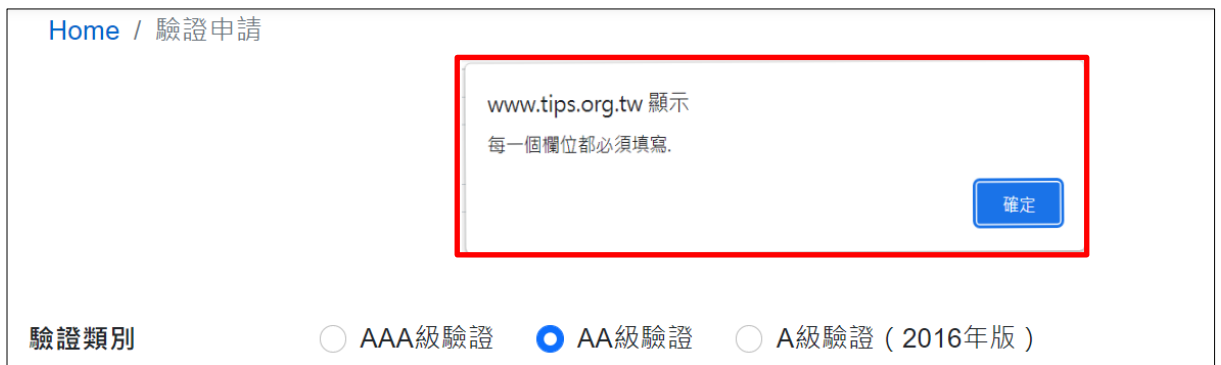 Home / 驗證申請
www.tips.org.tw 顯示
每一個欄位都必須填寫.
確定
驗證類別 AAA級驗證 AA級驗證 A級驗證（2016年版）